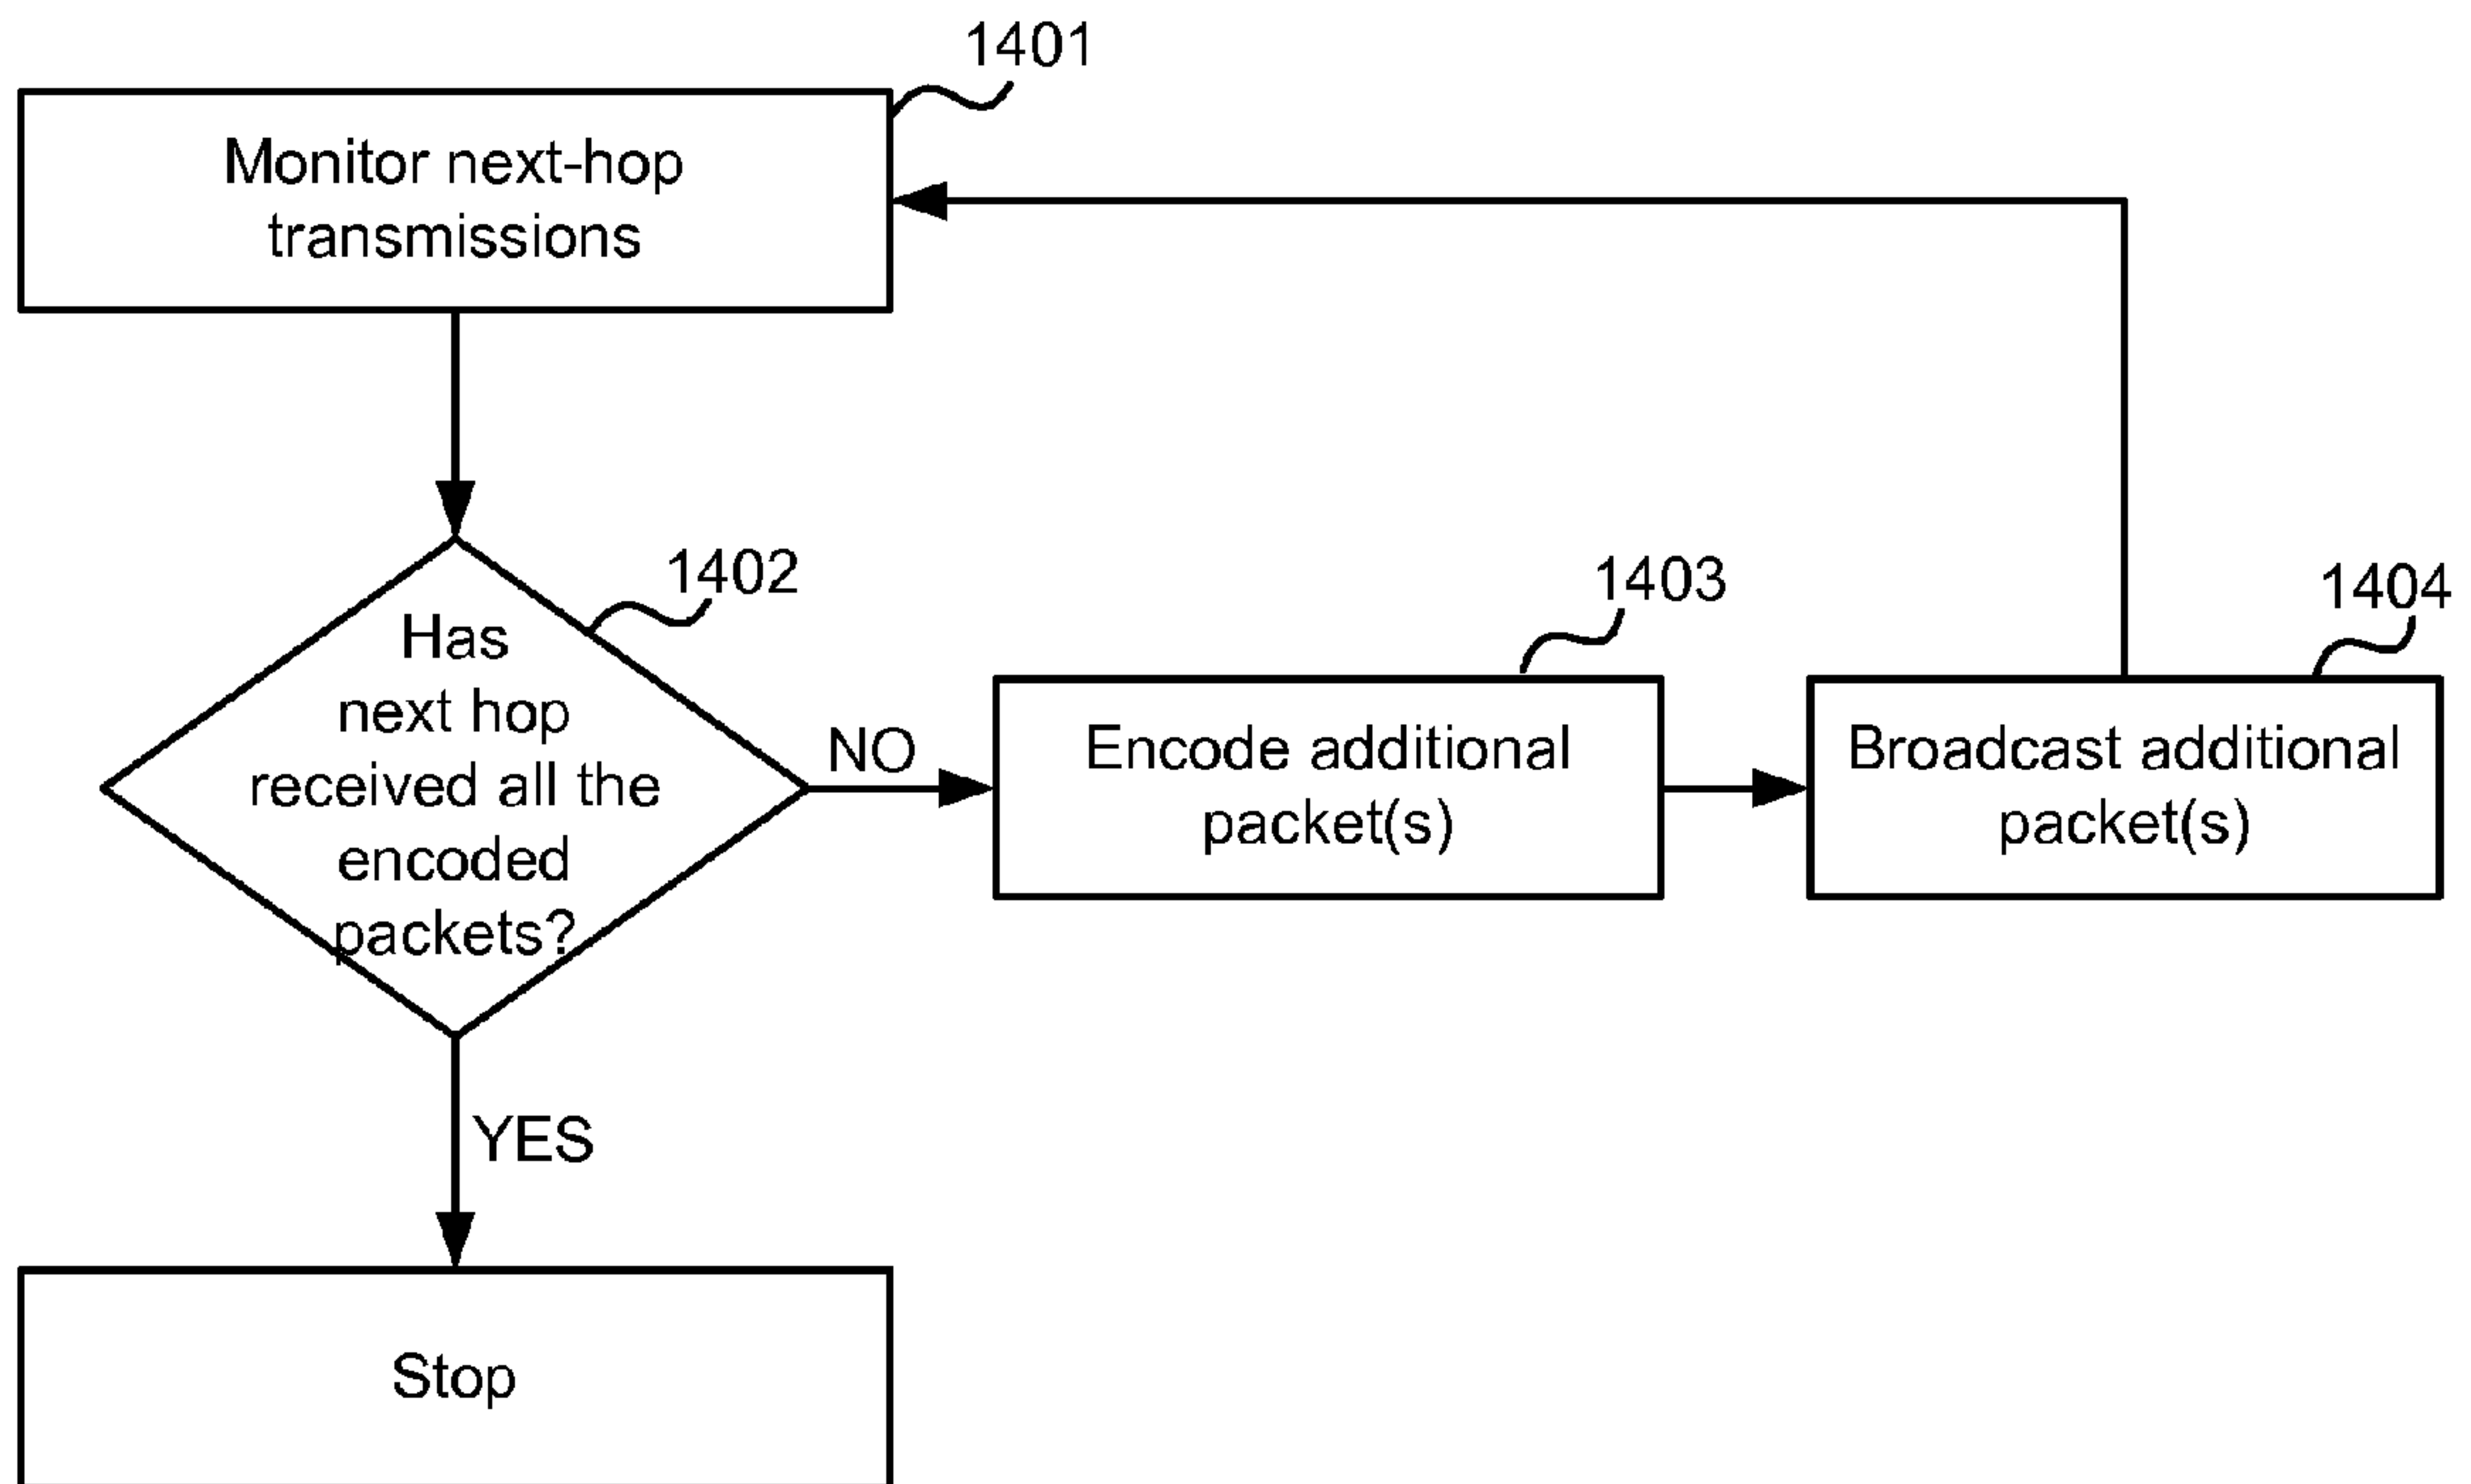 1401
Monitor next-hop
transmissions
1402
Has
next hop
received all the
encoded
packets?
NO
1403
Encode additional
packet(s)
1404
Broadcast additional
packet(s)
YES
Stop